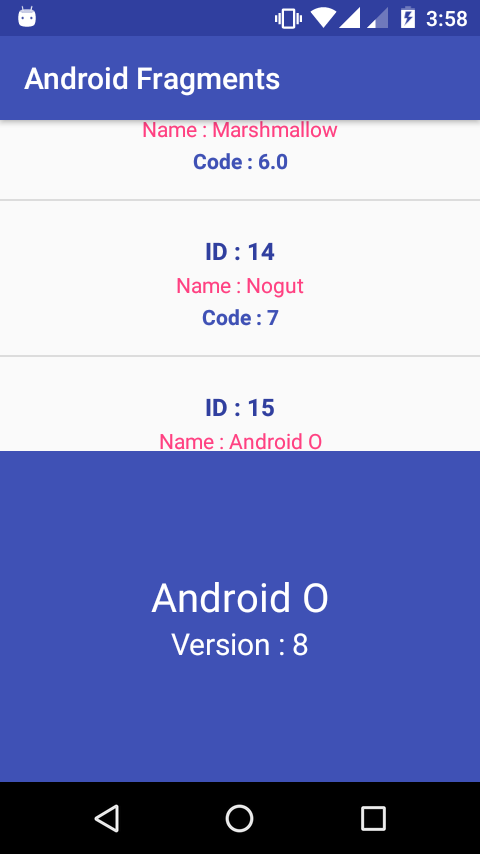 3:58
Android Fragments
Name : Marshmallow
Code : 6.0
ID : 14
Name : Nogut
Code : 7
ID : 15
Name : Android O
Android O
Version : 8